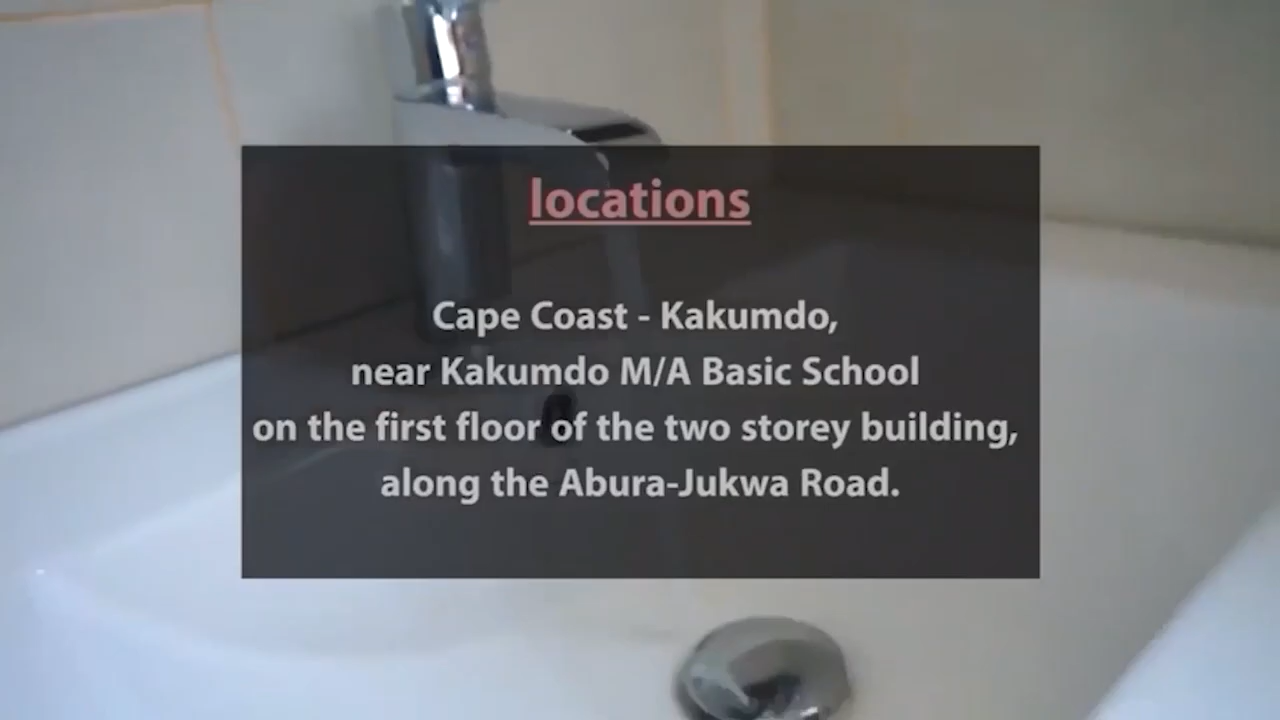 locations
Cape Coast - Kakumdo,
near Kakumdo M/A Basic School
on the first floor of the two storey building,
along the Abura-Jukwa Road.